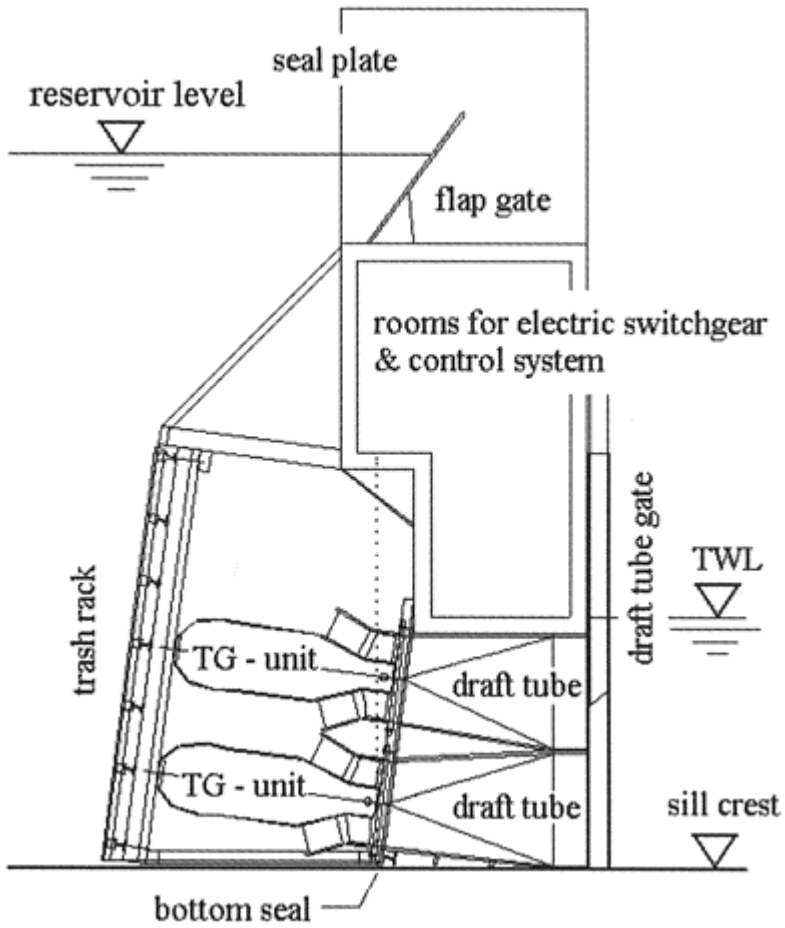 seal plate
reservoir level
flap gate
rooms for electric switchgear
& control system
draft tube gate
TWL
trash rack
TG - unit
draft tube
TG - unit
draft tube
sill crest
bottom seal